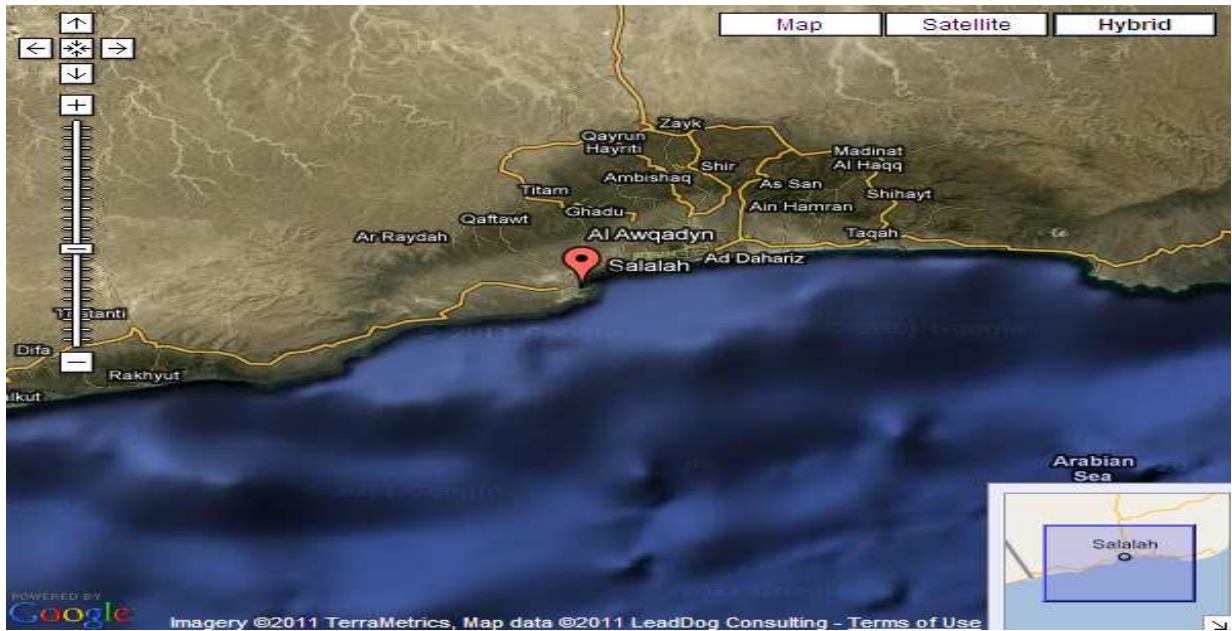 Map
Satellite
Hybrid
Zayk
Qayrun
Hayriti
Madinat
Al Haqq
Shir
Ambishaq
As San
Titam
Shihayt
Ain Hamran
Ghadu
Qaftawt
Al Awqadyn
Taqah
Ar Raydah
Ad Dahariz
Salalah
Difa
Rakhyut
Arabian
Sea
Salalah
POWERED BY
Google
Imagery ©2011 TerraMetrics, Map data ©2011 LeadDog Consulting - Terms of Use